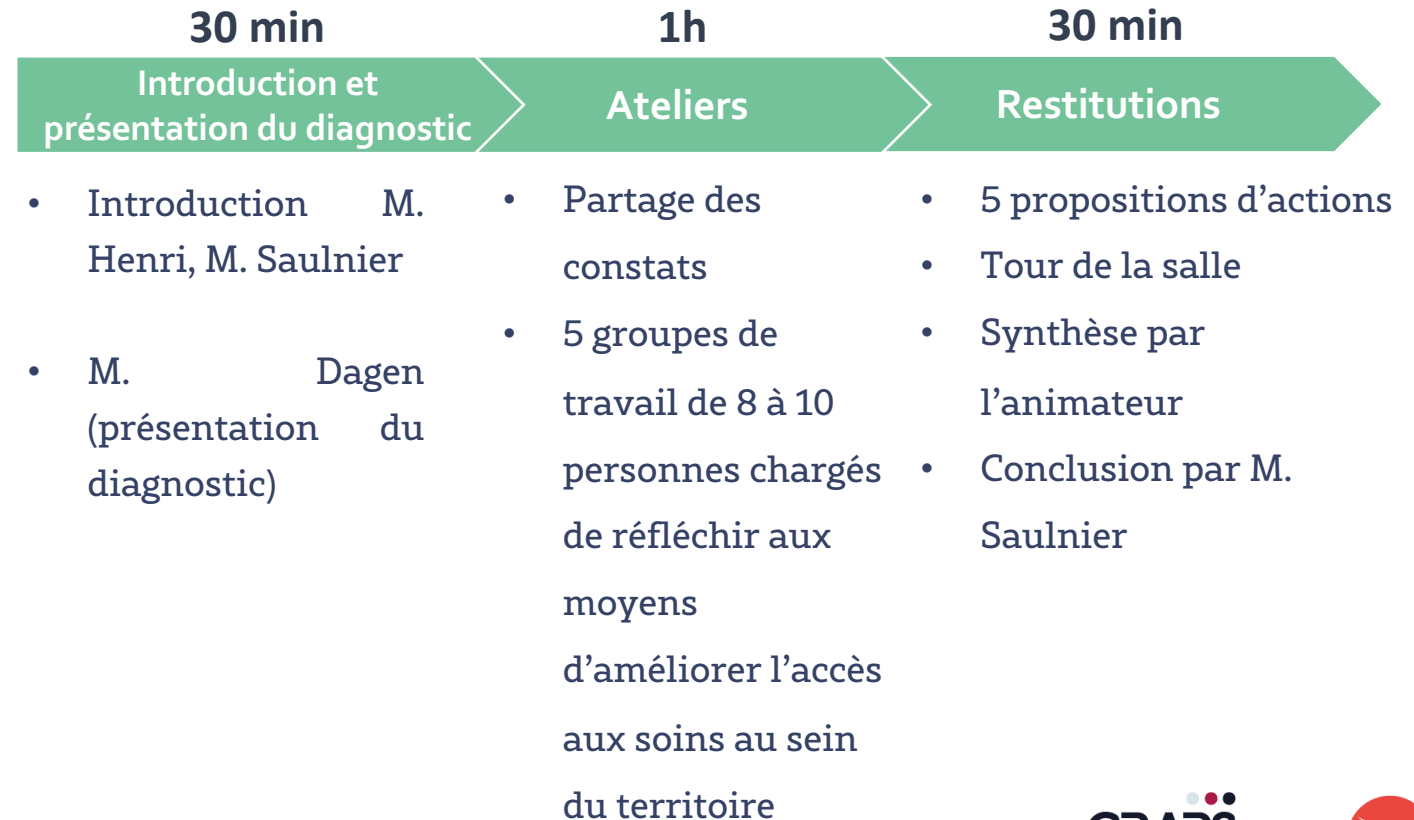 30 min
Introduction et
présentation du diagnostic
• Introduction M.
Henri, M. Saulnier
• M. Dagen
(présentation du
diagnostic)
1h
Ateliers
• Partage des
constats
• 5 groupes de
travail de 8 à 10
personnes chargés
de réfléchir aux
moyens
d’améliorer l’accès
aux soins au sein
du territoire
30 min
Restitutions
• 5 propositions d’actions
• Tour de la salle
• Synthèse par
l’animateur
• Conclusion par M.
Saulnier